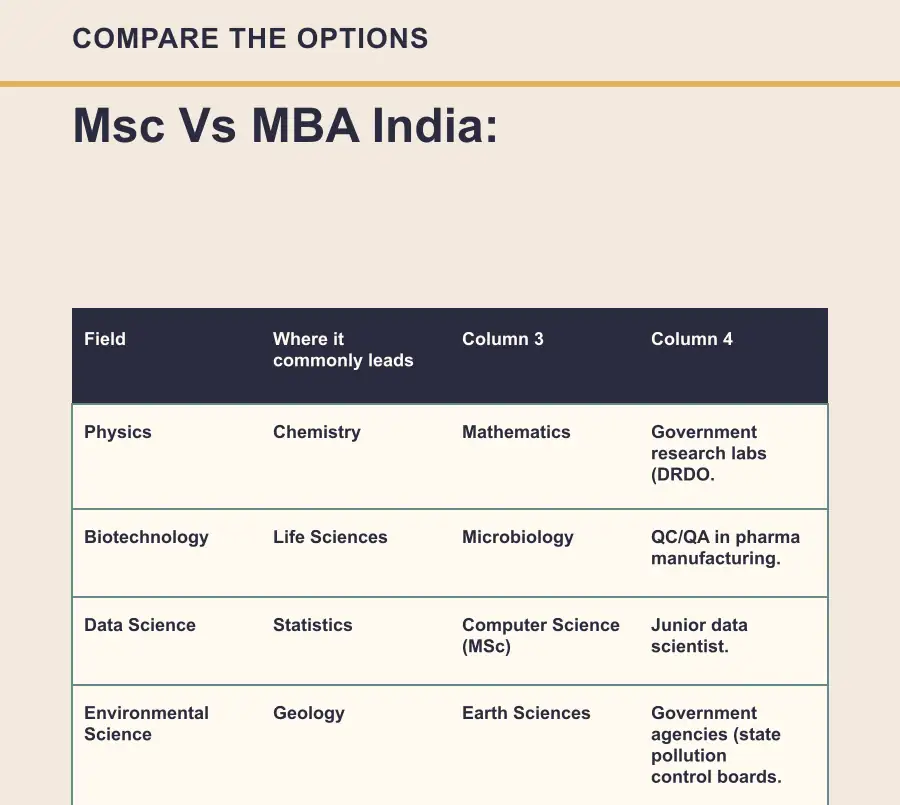 COMPARE THE OPTIONS
Msc Vs MBA India:
Field
Where it
commonly leads
Column 3
Column 4
Physics
Chemistry
Mathematics
Government
research labs
(DRDO.
Biotechnology
Life Sciences
Microbiology
QC/QA in pharma
manufacturing.
Data Science
Statistics
Computer Science
(MSc)
Junior data
scientist.
Environmental
Science
Geology
Earth Sciences
Government
agencies (state
pollution
control boards.